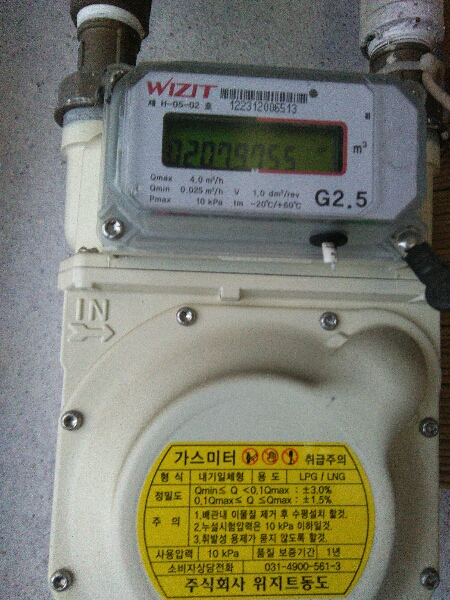 WIZIT
제 H-05-02 호 122312006513
m³
Qmax 4.0 m³/h
Qmin 0.025 m³/h V 1.0 dm³/rev
Pmax 10 kPa tm -20℃/+60℃
G2.5
IN
가스미터 취급주의
형 식 내기일체형 용 도 LPG / LNG
정밀도 Qmin≤ Q <0,1Qmax : ±3.0%
0,1Qmax ≤ Q ≤Qmax : ±1.5%
주 의 1.배관내 이물질 제거 후 수평설치 할것.
2.누설시험압력은 10 kPa 이하일것.
3.휘발성 용제가 묻지 않도록 할것.
사용압력 10 kPa 품질 보증기간 1년
소비자상담전화 031-4900-561-3
주식회사 위지트동도